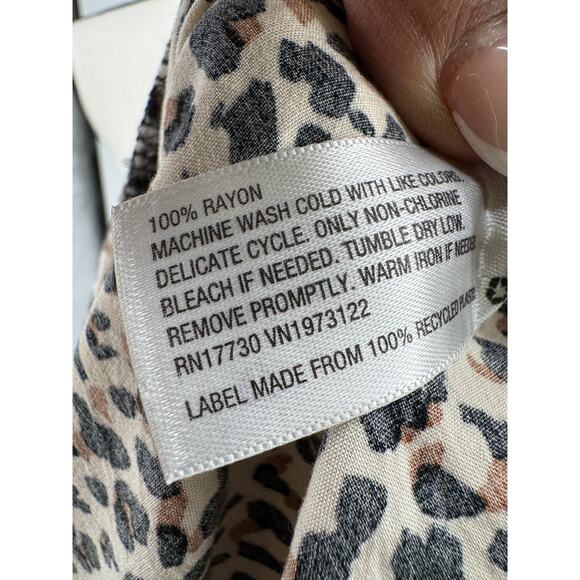 100% RAYON
MACHINE WASH COLD WITH LIKE COLORS.
DELICATE CYCLE. ONLY NON-CHLORINE
BLEACH IF NEEDED. TUMBLE DRY LOW.
REMOVE PROMPTLY. WARM IRON IF NEEDED
RN17730 VN1973122
LABEL MADE FROM 100% RECYCLED PLASTIC